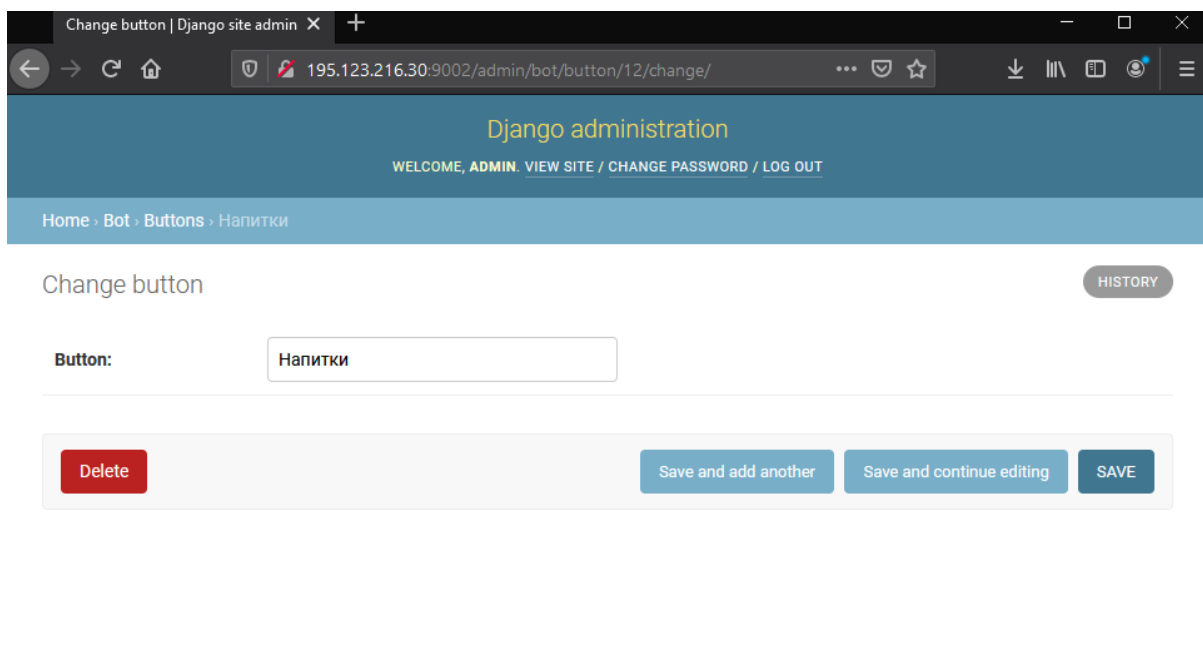 Change button | Django site admin
195.123.216.30:9002/admin/bot/button/12/change/
Django administration
WELCOME, ADMIN. VIEW SITE / CHANGE PASSWORD / LOG OUT
Home › Bot › Buttons › Напитки
Change button
HISTORY
Button:
Напитки
Delete
Save and add another
Save and continue editing
SAVE